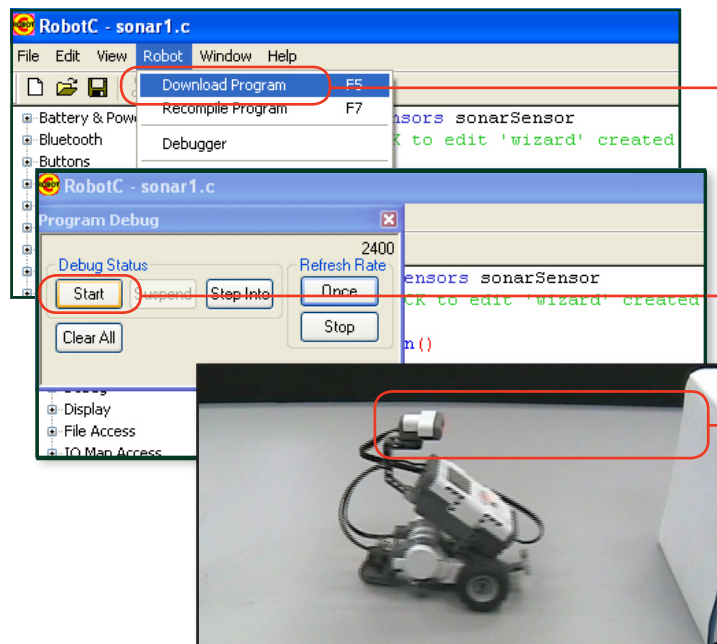 RobotC - sonar1.c
File Edit View Robot Window Help
Download Program F5
Recompile Program F7
Debugger
sonarSensor
to edit 'wizard' created
Battery & Pow
Bluetooth
Buttons
RobotC - sonar1.c
Program Debug
2400
Debug Status
Refresh Rate
Start Suspend Step Into Once
Clear All
Stop
ensors sonarSensor
CK to edit 'wizard' created
n()
Display
File Access
IO Map Access